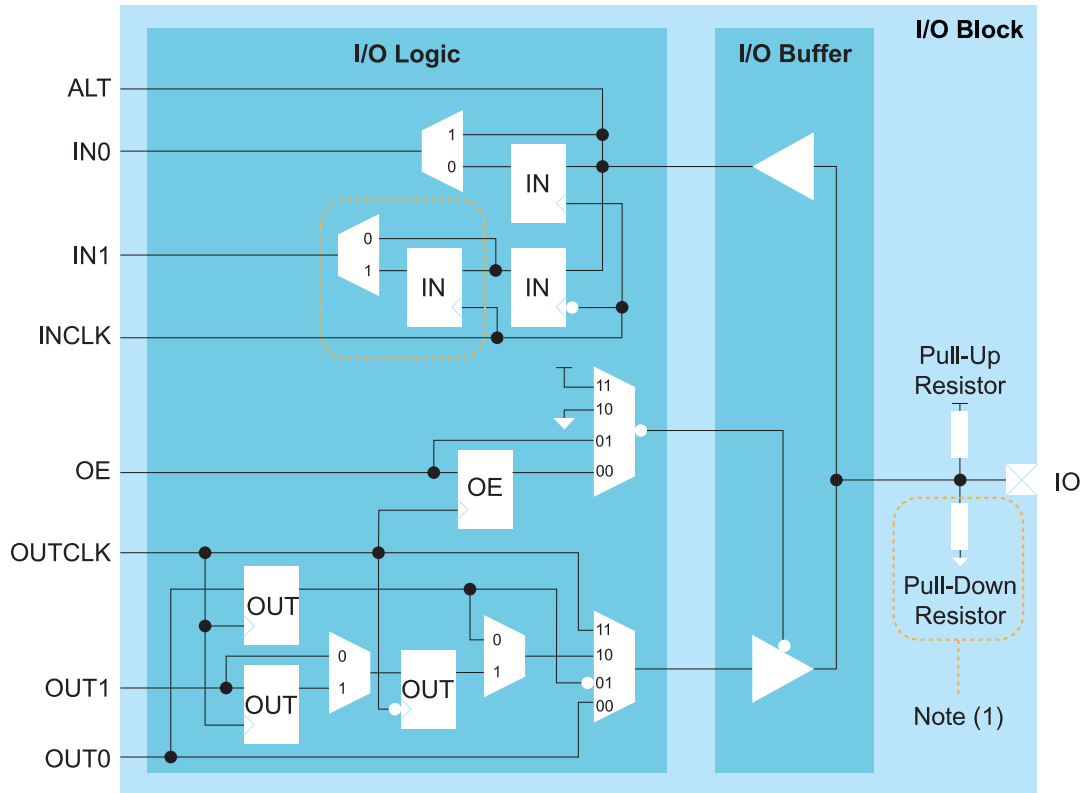 I/O Block
I/O Logic
I/O Buffer
ALT
IN0
1
0
IN
IN1
0
1
IN
IN
INCLK
Pull-Up
Resistor
11
10
01
00
OE
OE
IO
OUTCLK
Pull-Down
Resistor
OUT
0
1
OUT
0
1
11
10
01
00
OUT1
OUT
Note (1)
OUT0